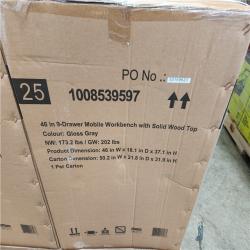 PO No .:
25
1008539597
46 in 9-Drawer Mobile Workbench with Solid Wood Top
Colour: Gloss Gray
NW: 173.2 lbs / GW: 202 lbs
Product Dimension: 46 in W x 18.1 in D x 37.1 in H
Carton Dimension: 50.2 in W x 21.8 in D x 31.9 in H
1 Per Carton